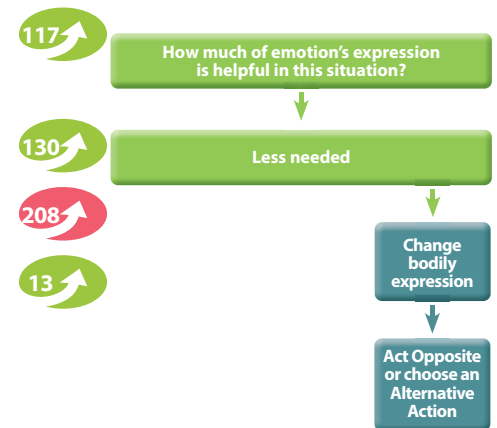 117
How much of emotion’s expression
is helpful in this situation?
130
Less needed
208
13
Change
bodily
expression
Act Opposite
or choose an
Alternative
Action